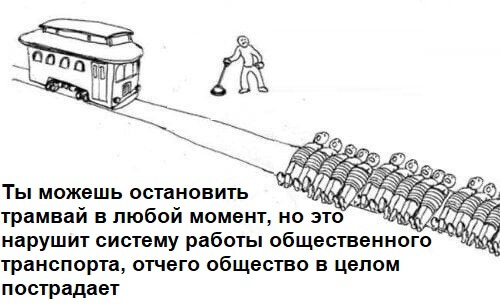 Ты можешь остановить
трамвай в любой момент, но это
нарушит систему работы общественного
транспорта, отчего общество в целом
пострадает